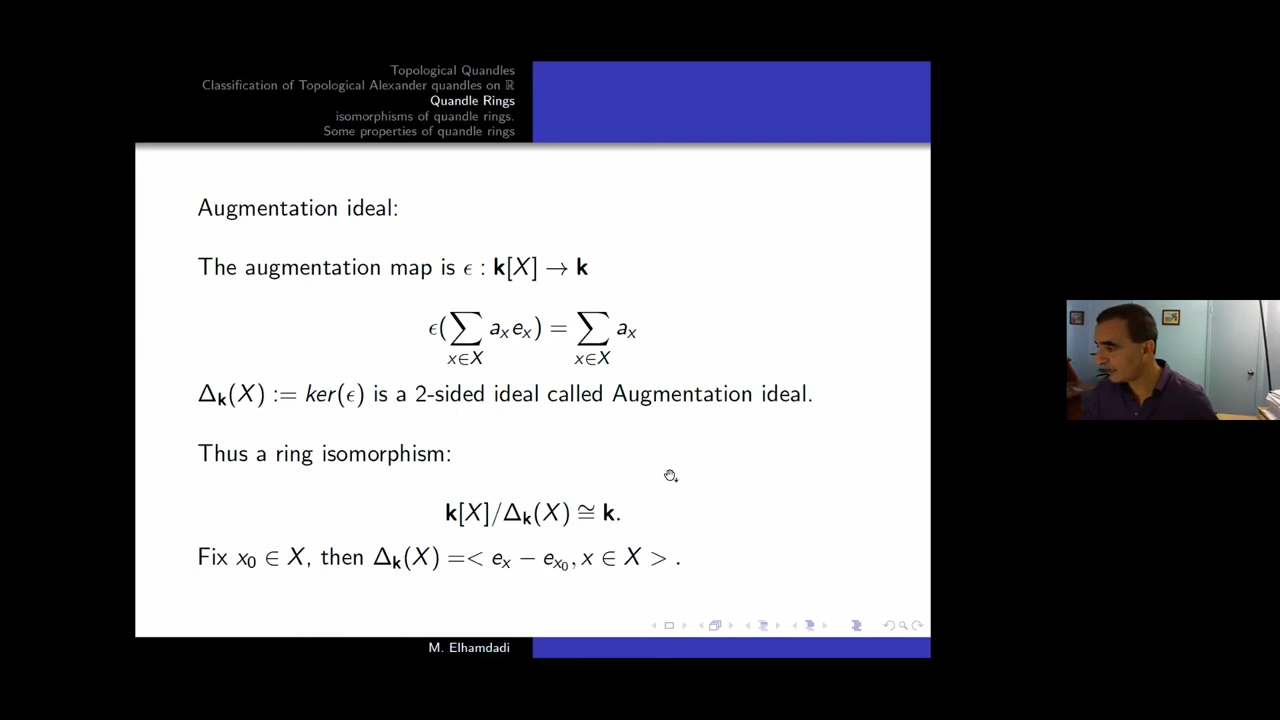 Topological Quandles
Classification of Topological Alexander quandles on ℝ
Quandle Rings
isomorphisms of quandle rings.
Some properties of quandle rings
Augmentation ideal:
The augmentation map is ϵ : k[X] → k
ϵ(∑_{x∈X} a_x e_x) = ∑_{x∈X} a_x
Δ_k(X) := ker(ϵ) is a 2-sided ideal called Augmentation ideal.
Thus a ring isomorphism:
k[X]/Δ_k(X) ≅ k.
Fix x_0 ∈ X, then Δ_k(X) =< e_x − e_{x_0}, x ∈ X > .
M. Elhamdadi